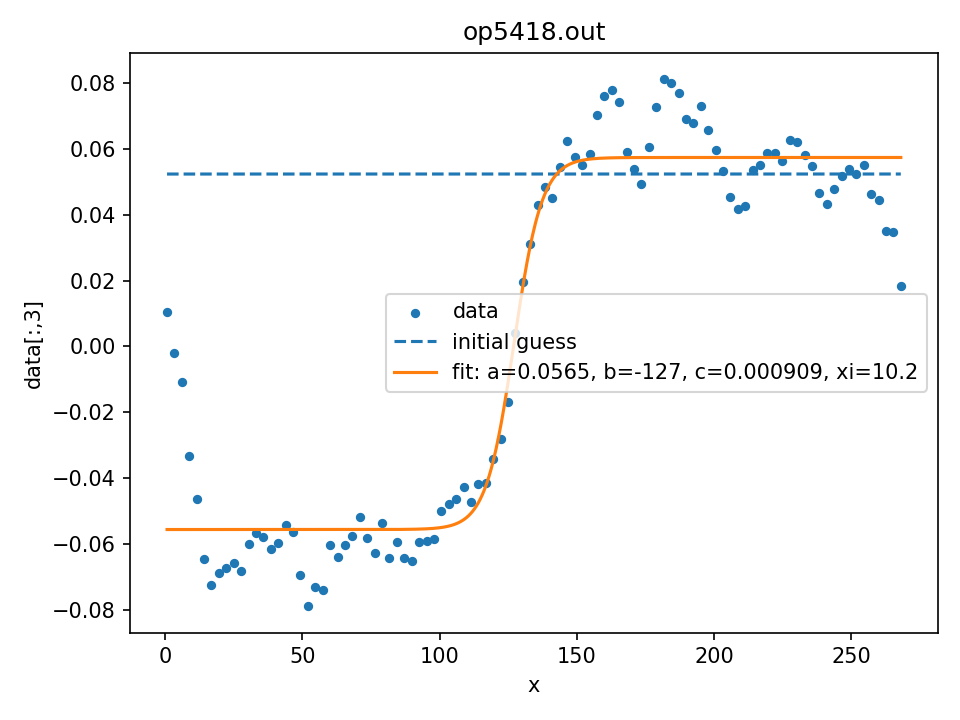 op5418.out
0.08
0.06
0.04
0.02
0.00
−0.02
−0.04
−0.06
−0.08
data[:,3]
data
initial guess
fit: a=0.0565, b=-127, c=0.000909, xi=10.2
0 50 100 150 200 250
x